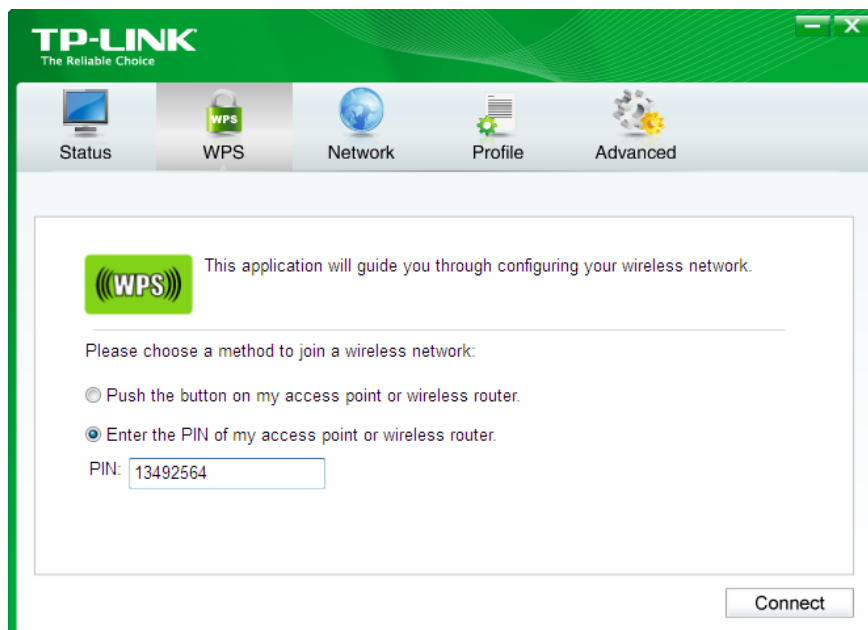 TP-LINK
The Reliable Choice
WPS
Status WPS Network Profile Advanced
WPS This application will guide you through configuring your wireless network.
Please choose a method to join a wireless network:
Push the button on my access point or wireless router.
Enter the PIN of my access point or wireless router.
PIN: 13492564
Connect